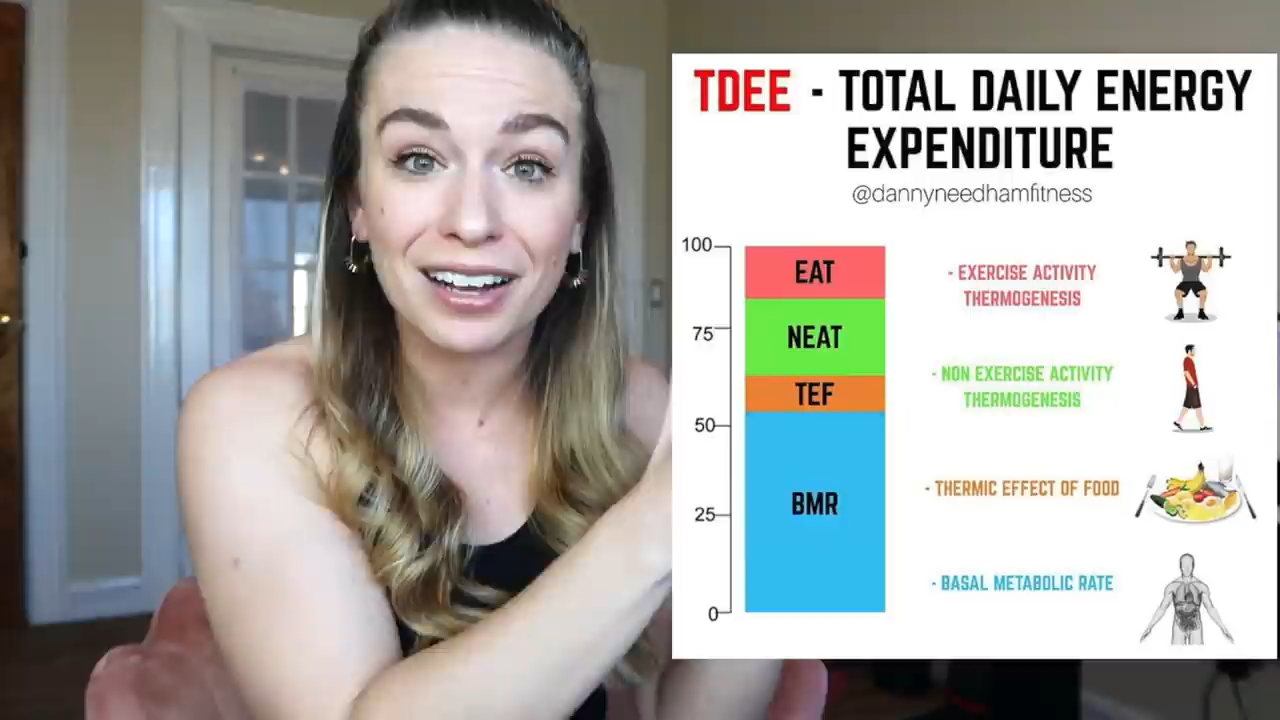 TDEE - TOTAL DAILY ENERGY
EXPENDITURE
@dannyneedhamfitness
100
EAT
- EXERCISE ACTIVITY
THERMOGENESIS
75
NEAT
- NON EXERCISE ACTIVITY
THERMOGENESIS
TEF
50
- THERMIC EFFECT OF FOOD
BMR
25
- BASAL METABOLIC RATE
0